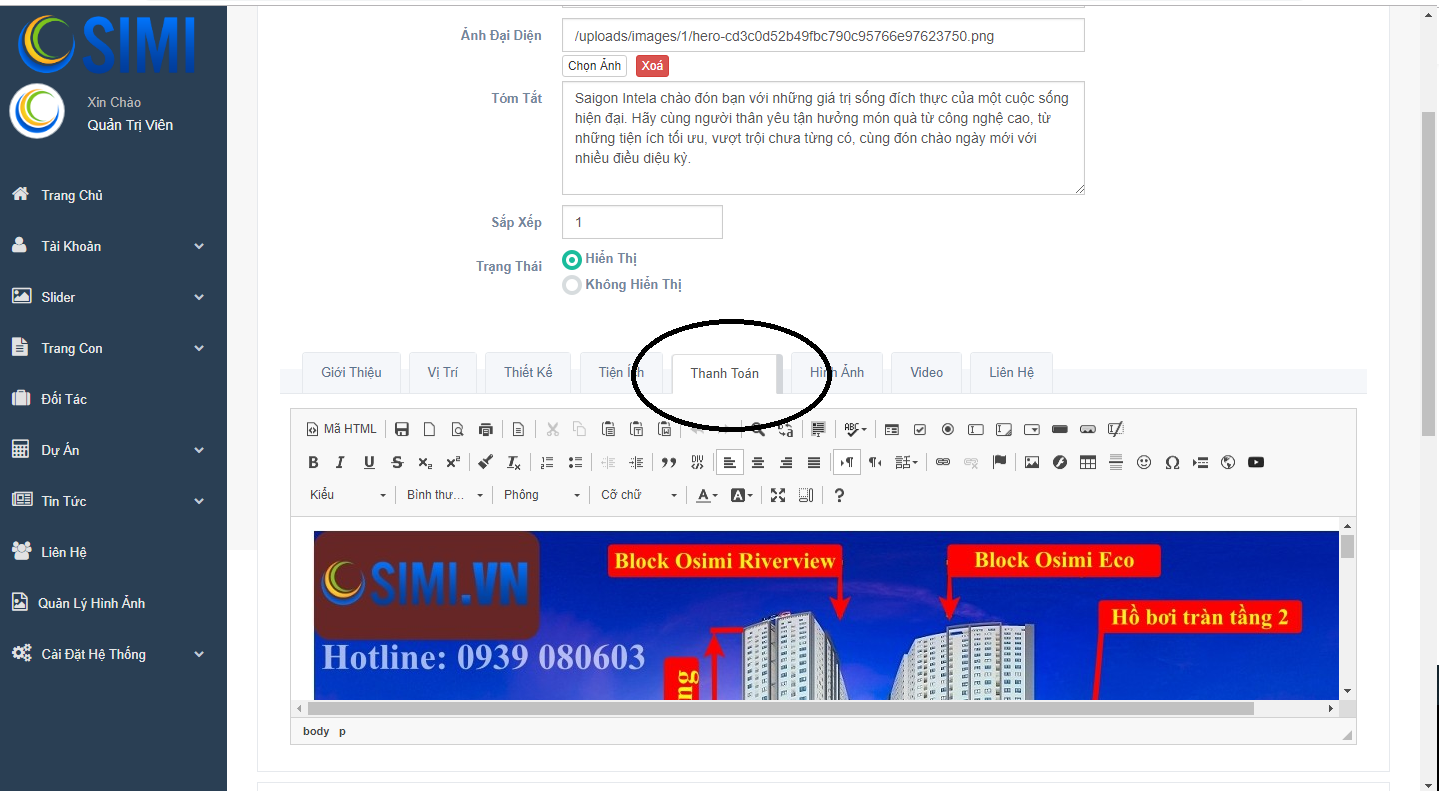 SIMI
Xin Chào
Quản Trị Viên
Trang Chủ
Tài Khoản
Slider
Trang Con
Đối Tác
Dự Án
Tin Tức
Liên Hệ
Quản Lý Hình Ảnh
Cài Đặt Hệ Thống
Ảnh Đại Diện
/uploads/images/1/hero-cd3c0d52b49fbc790c95766e97623750.png
Chọn Ảnh Xoá
Tóm Tắt
Saigon Intela chào đón bạn với những giá trị sống đích thực của một cuộc sống
hiện đại. Hãy cùng người thân yêu tận hưởng món quà từ công nghệ cao, từ
những tiện ích tối ưu, vượt trội chưa từng có, cùng đón chào ngày mới với
nhiều điều diệu kỳ.
Sắp Xếp
1
Trạng Thái
Hiển Thị
Không Hiển Thị
Giới Thiệu Vị Trí Thiết Kế Tiện Ích Thanh Toán Hình Ảnh Video Liên Hệ
Mã HTML
Kiểu Bình thư... Phông Cỡ chữ
SIMI.VN
Hotline: 0939 080603
Block Osimi Riverview
Block Osimi Eco
Hồ bơi tràn tầng 2
body p